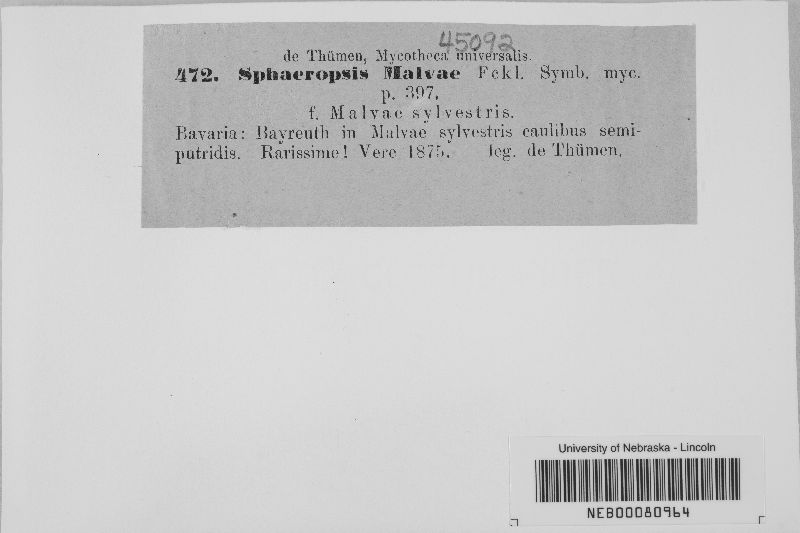 45092
de Thümen, Mycotheca universalis.
472. Sphaeropsis Malvae Fckl. Symb. myc.
p. 397.
f. Malvae sylvestris.
Bavaria: Bayreuth in Malvae sylvestris caulibus semi-
putridis. Rarissime! Vere 1875. leg. de Thümen.
University of Nebraska - Lincoln
NEB00080964